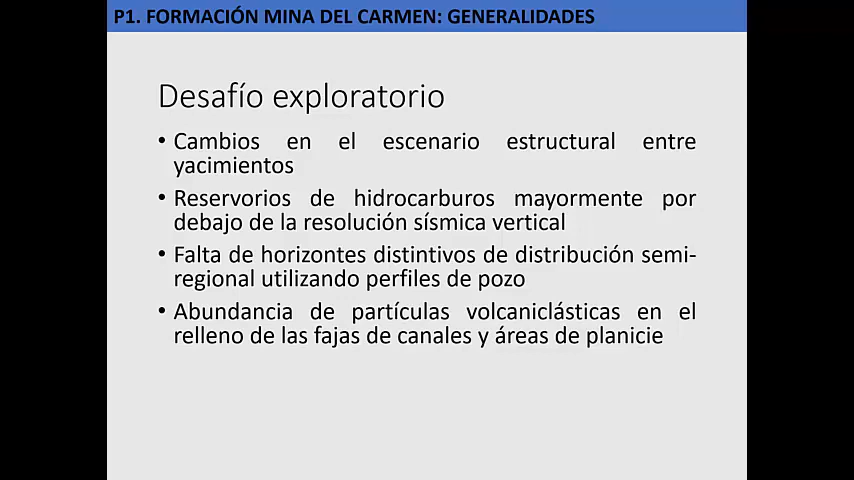 P1. FORMACIÓN MINA DEL CARMEN: GENERALIDADES
Desafío exploratorio
• Cambios en el escenario estructural entre
yacimientos
• Reservorios de hidrocarburos mayormente por
debajo de la resolución sísmica vertical
• Falta de horizontes distintivos de distribución semi-
regional utilizando perfiles de pozo
• Abundancia de partículas volcaniclásticas en el
relleno de las fajas de canales y áreas de planicie